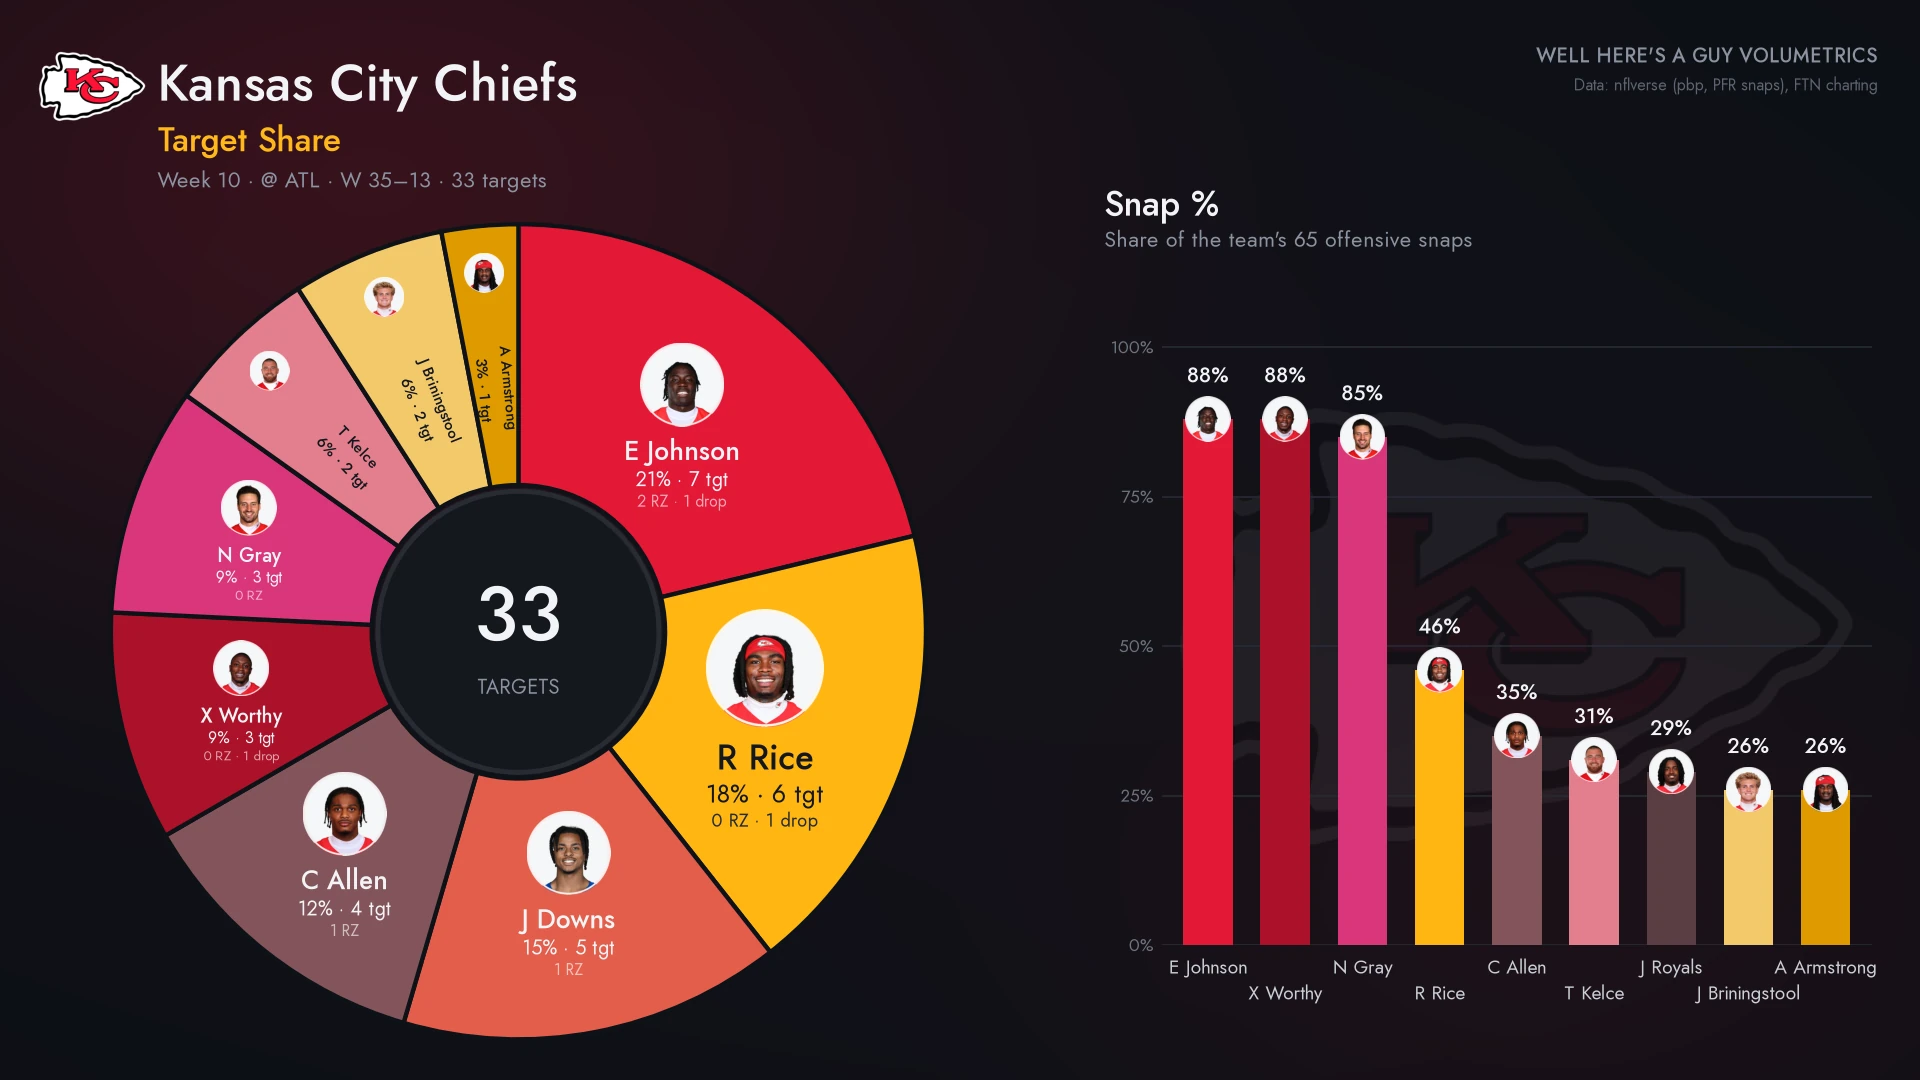 Kansas City Chiefs
Target Share
Week 10 · @ ATL · W 35–13 · 33 targets
WELL HERE'S A GUY VOLUMETRICS
Data: nflverse (pbp, PFR snaps), FTN charting
E Johnson
21% · 7 tgt
2 RZ · 1 drop
R Rice
18% · 6 tgt
0 RZ · 1 drop
J Downs
15% · 5 tgt
1 RZ
C Allen
12% · 4 tgt
1 RZ
X Worthy
9% · 3 tgt
0 RZ · 1 drop
N Gray
9% · 3 tgt
0 RZ
T Kelce
6% · 2 tgt
J Briningstool
6% · 2 tgt
A Armstrong
3% · 1 tgt
33
TARGETS
Snap %
Share of the team's 65 offensive snaps
100%
75%
50%
25%
0%
88%
88%
85%
46%
35%
31%
29%
26%
26%
E Johnson
X Worthy
N Gray
R Rice
C Allen
T Kelce
J Royals
J Briningstool
A Armstrong
KC
KC